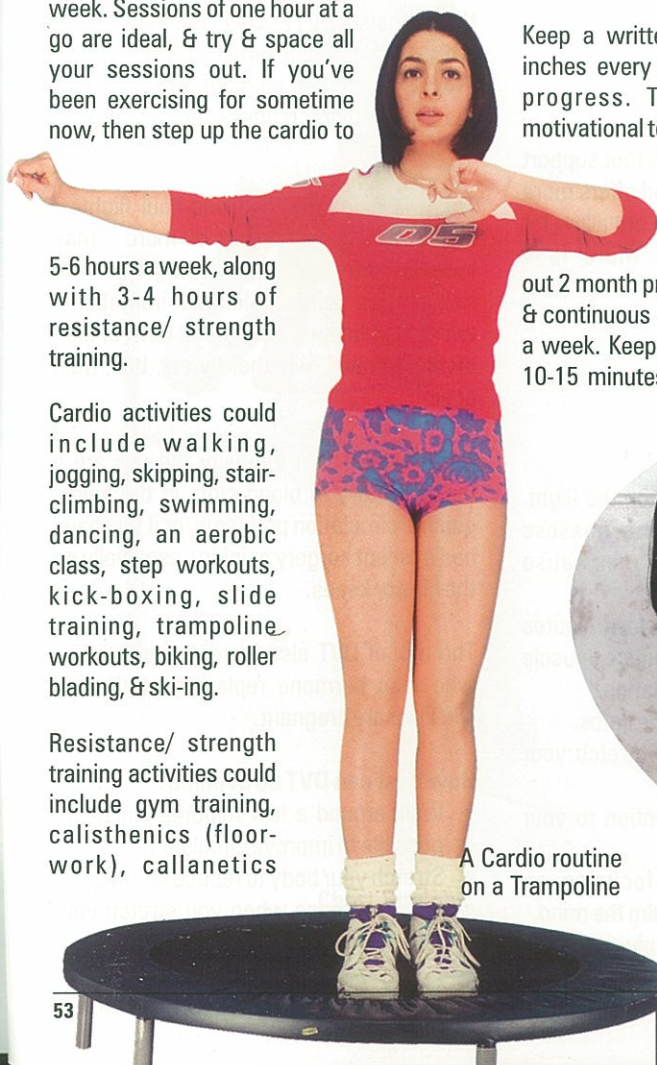 week. Sessions of one hour at a
go are ideal, & try & space all
your sessions out. If you've
been exercising for sometime
now, then step up the cardio to
5-6 hours a week, along
with 3-4 hours of
resistance/ strength
training.
Cardio activities could
include walking,
jogging, skipping, stair-
climbing, swimming,
dancing, an aerobic
class, step workouts,
kick-boxing, slide
training, trampoline
workouts, biking, roller
blading, & ski-ing.
Resistance/ strength
training activities could
include gym training,
calisthenics (floor-
work), callanetics
Keep a writte
inches every
progress. T
motivational to
out 2 month pr
& continuous
a week. Keep
10-15 minutes
05
A Cardio routine
on a Trampoline
53